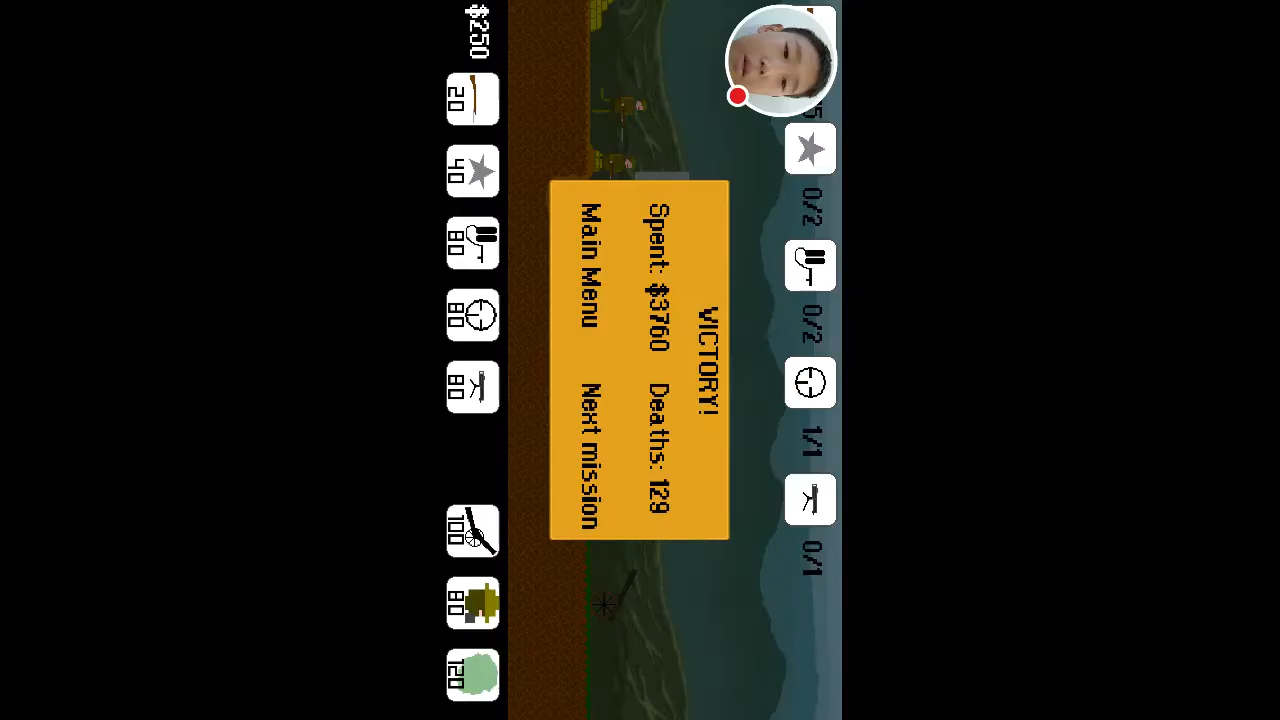 5
0/2
0/2
1/1
0/1
VICTORY!
Spent: $3760 Deaths: 129
Main Menu Next mission
$250
20 40 80 80 80 100 80 120